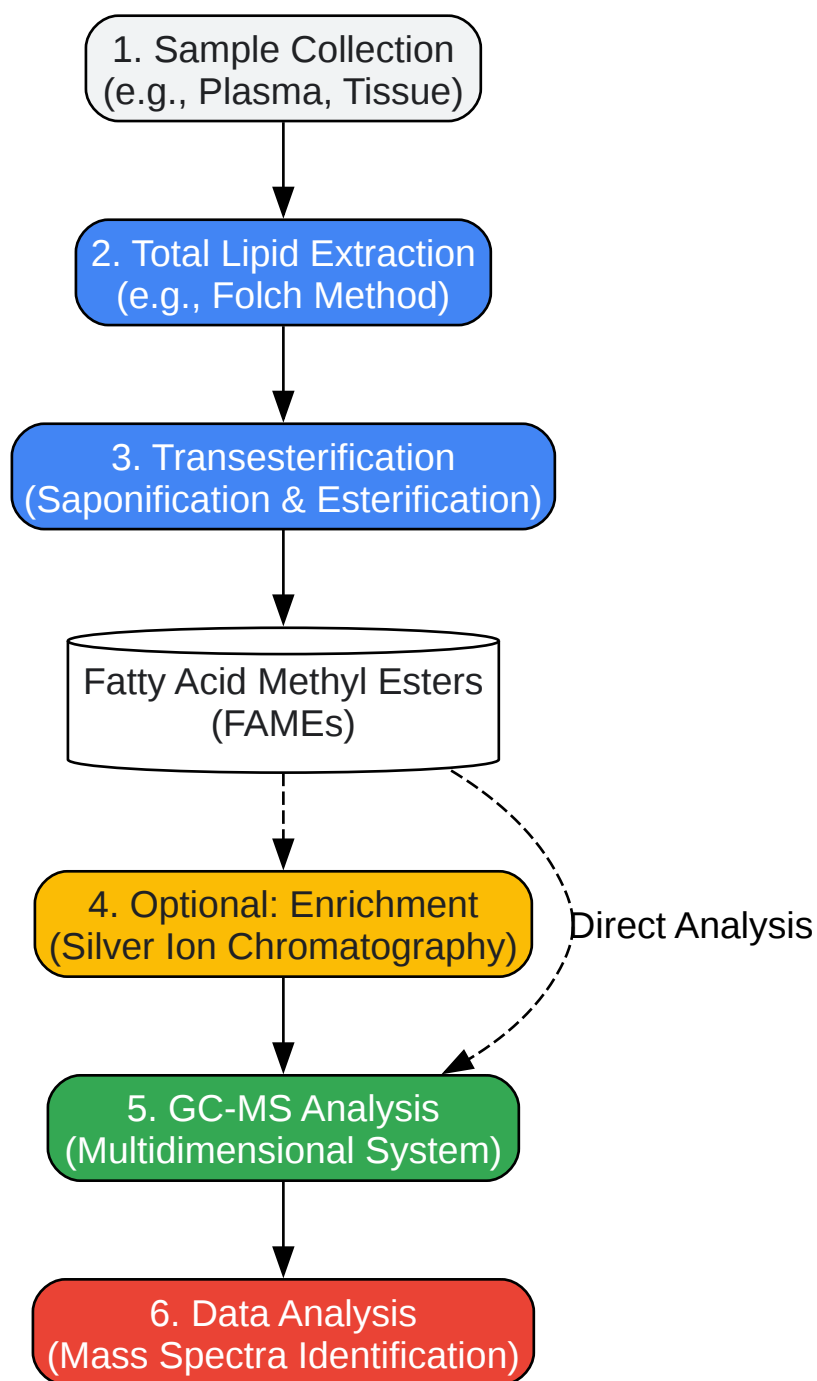 1. Sample Collection
(e.g., Plasma, Tissue)
2. Total Lipid Extraction
(e.g., Folch Method)
3. Transesterification
(Saponification & Esterification)
Fatty Acid Methyl Esters
(FAMEs)
4. Optional: Enrichment
(Silver Ion Chromatography)
Direct Analysis
5. GC-MS Analysis
(Multidimensional System)
6. Data Analysis
(Mass Spectra Identification)